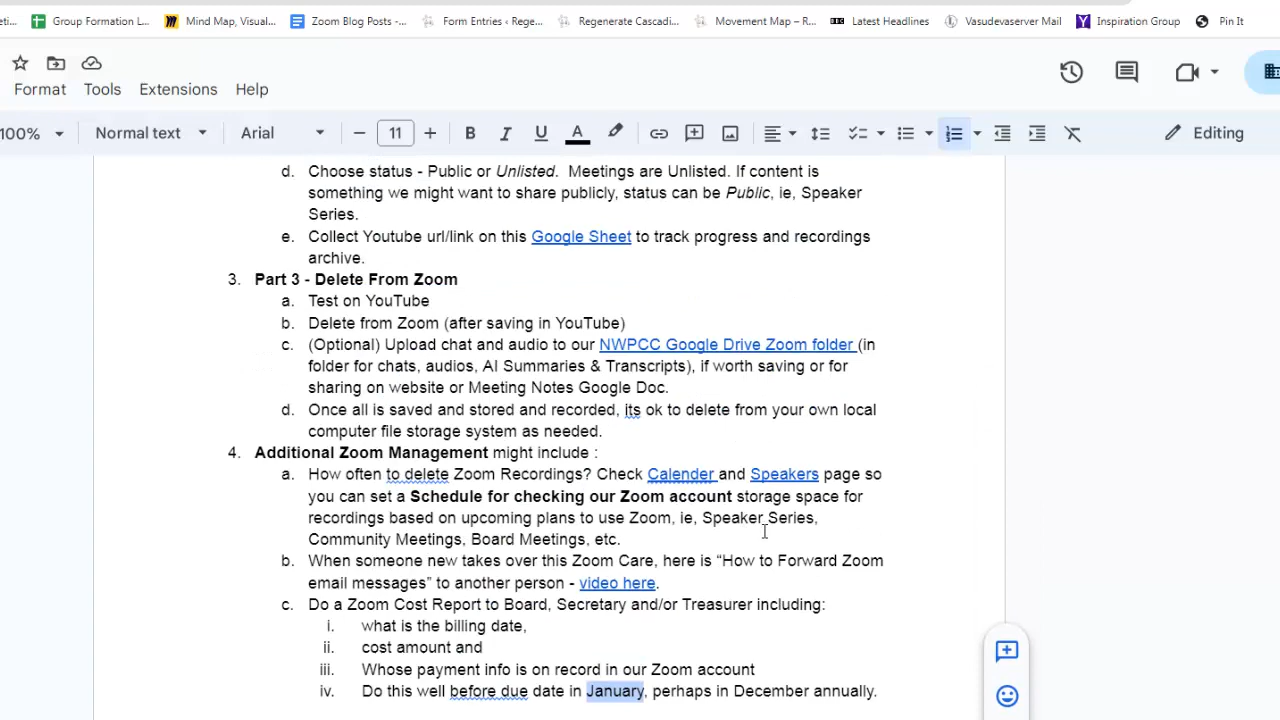 Group Formation L...
Mind Map, Visual...
Zoom Blog Posts -...
Form Entries ‹ Rege...
Regenerate Cascadi...
Movement Map – R...
Latest Headlines
Vasudevaserver Mail
Inspiration Group
Pin It
Format Tools Extensions Help
100% Normal text Arial 11 Editing
d. Choose status - Public or Unlisted. Meetings are Unlisted. If content is
something we might want to share publicly, status can be Public, ie, Speaker
Series.
e. Collect Youtube url/link on this Google Sheet to track progress and recordings
archive.
3. Part 3 - Delete From Zoom
a. Test on YouTube
b. Delete from Zoom (after saving in YouTube)
c. (Optional) Upload chat and audio to our NWPCC Google Drive Zoom folder (in
folder for chats, audios, AI Summaries & Transcripts), if worth saving or for
sharing on website or Meeting Notes Google Doc.
d. Once all is saved and stored and recorded, its ok to delete from your own local
computer file storage system as needed.
4. Additional Zoom Management might include :
a. How often to delete Zoom Recordings? Check Calender and Speakers page so
you can set a Schedule for checking our Zoom account storage space for
recordings based on upcoming plans to use Zoom, ie, Speaker Series,
Community Meetings, Board Meetings, etc.
b. When someone new takes over this Zoom Care, here is “How to Forward Zoom
email messages” to another person - video here.
c. Do a Zoom Cost Report to Board, Secretary and/or Treasurer including:
i. what is the billing date,
ii. cost amount and
iii. Whose payment info is on record in our Zoom account
iv. Do this well before due date in January, perhaps in December annually.